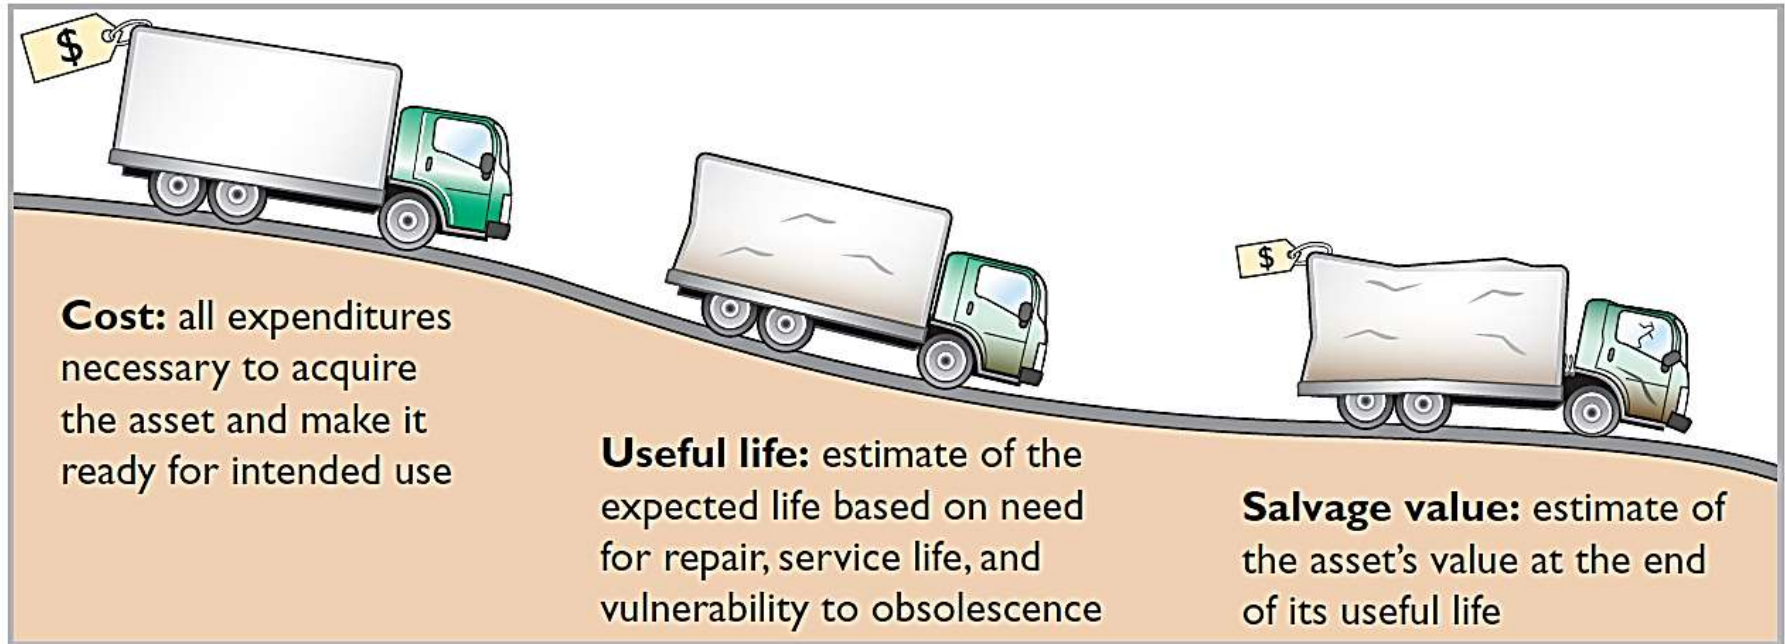 $
Cost: all expenditures
necessary to acquire
the asset and make it
ready for intended use
Useful life: estimate of the
expected life based on need
for repair, service life, and
vulnerability to obsolescence
$
Salvage value: estimate of
the asset's value at the end
of its useful life